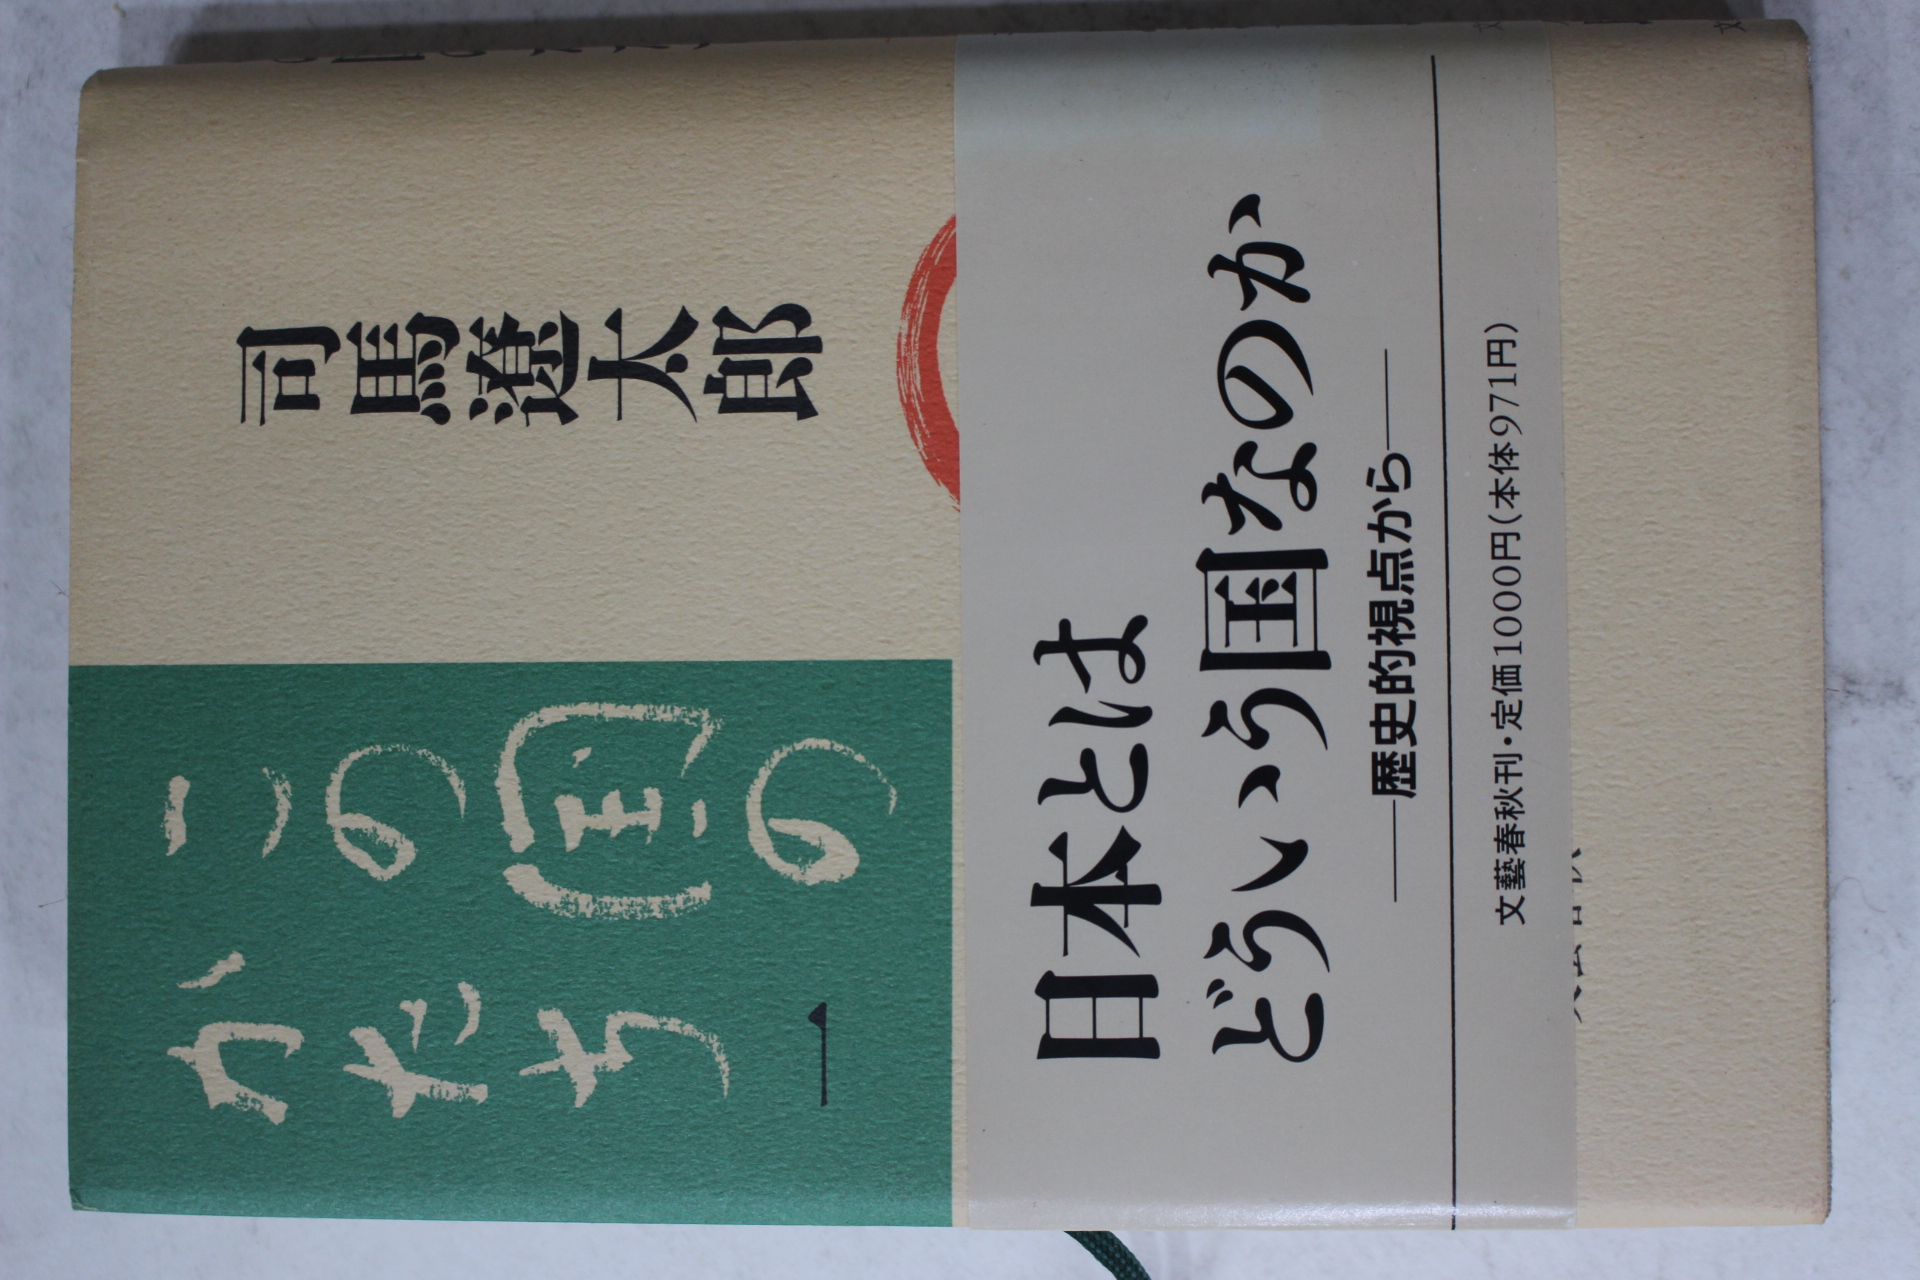 この国の
かたち
一
司馬遼太郎
日本とは
どういう国なのか
―歴史的視点から―
文藝春秋刊・定価1000円(本体971円)